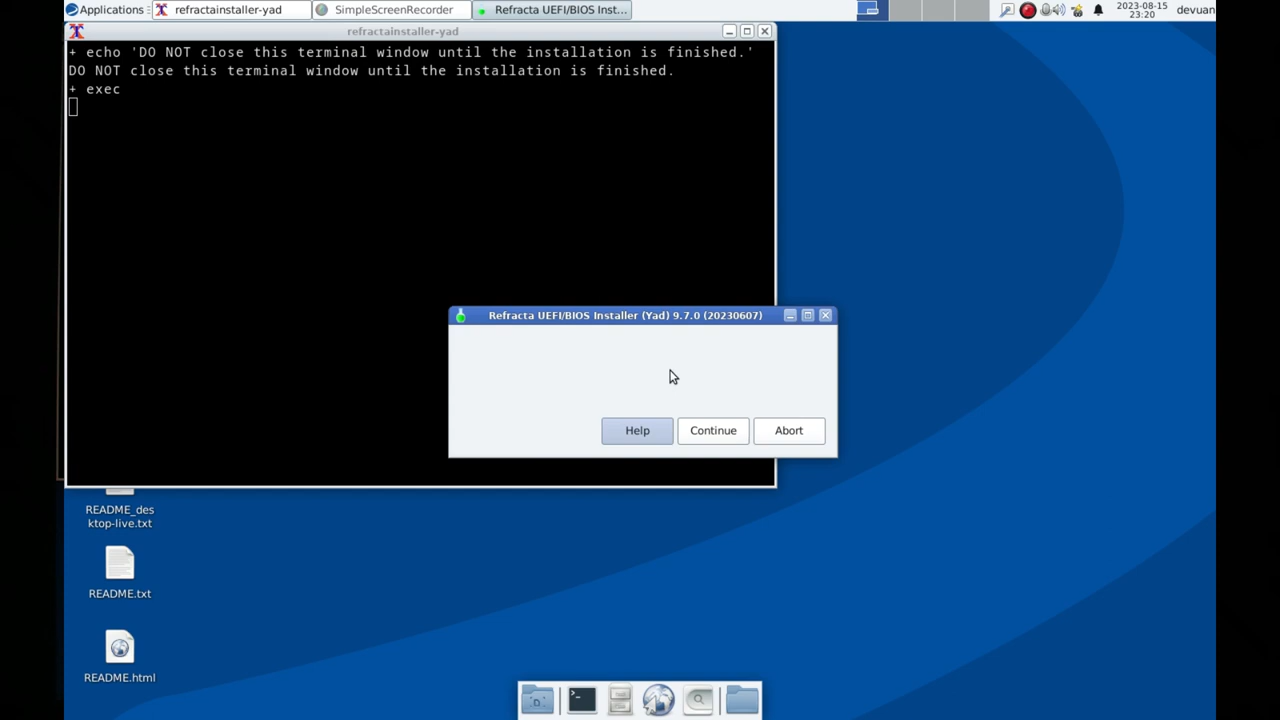 Applications
refractainstaller-yad
SimpleScreenRecorder
Refracta UEFI/BIOS Inst...
2023-08-15
23:20
devuan
refractainstaller-yad
+ echo 'DO NOT close this terminal window until the installation is finished.'
DO NOT close this terminal window until the installation is finished.
+ exec
Refracta UEFI/BIOS Installer (Yad) 9.7.0 (20230607)
Help
Continue
Abort
README_des
ktop-live.txt
README.txt
README.html